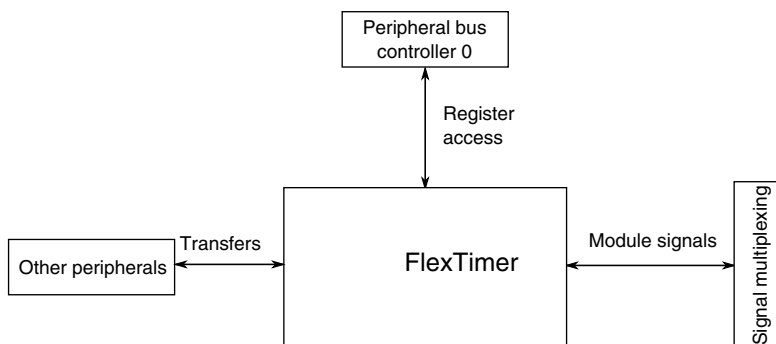 Peripheral bus
controller 0
Register
access
Transfers
Other peripherals
FlexTimer
Module signals
Signal multiplexing